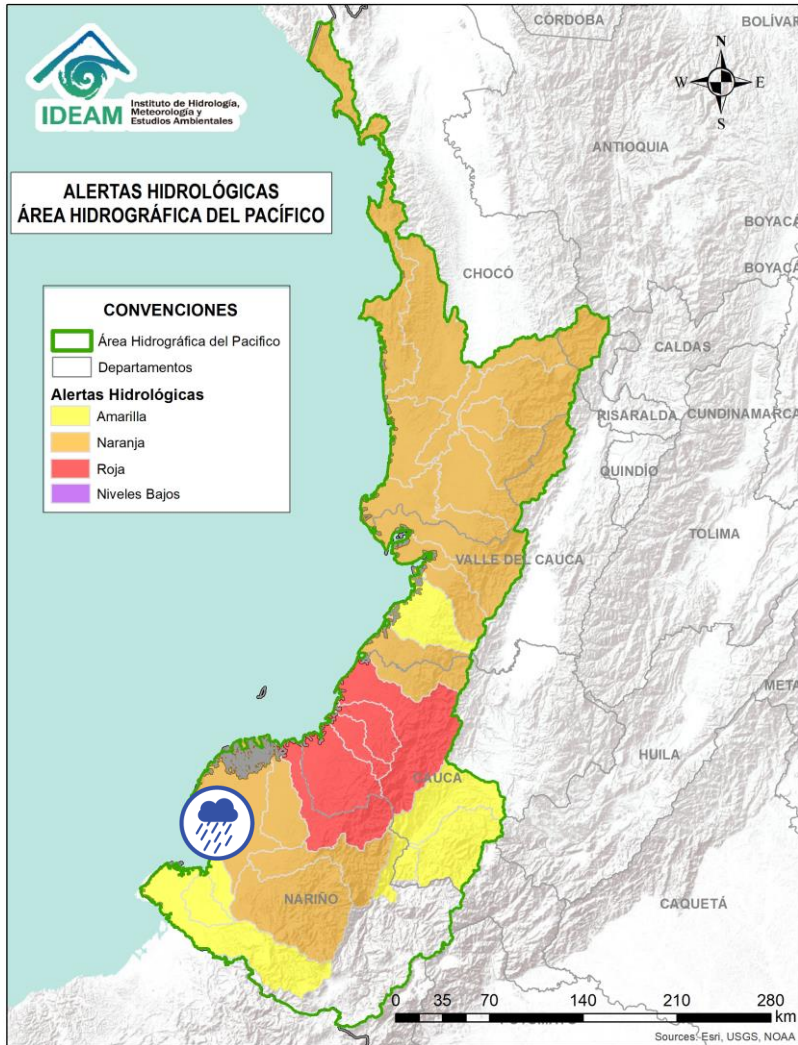 CÓRDOBA
BOLÍVAR
N
W
E
S
IDEAM
Instituto de Hidrología,
Meteorología y
Estudios Ambientales
ANTIOQUIA
ALERTAS HIDROLÓGICAS
ÁREA HIDROGRÁFICA DEL PACÍFICO
BOYACÁ
BOYACÁ
CHOCÓ
CONVENCIONES
Área Hidrográfica del Pacifico
Departamentos
Alertas Hidrológicas
Amarilla
Naranja
Roja
Niveles Bajos
CALDAS
RISARALDA
CUNDINAMARCA
QUINDÍO
TOLIMA
VALLE DEL CAUCA
META
HUILA
CAUCA
NARIÑO
CAQUETÁ
0 35 70 140 210 280
km
Sources: Esri, USGS, NOAA